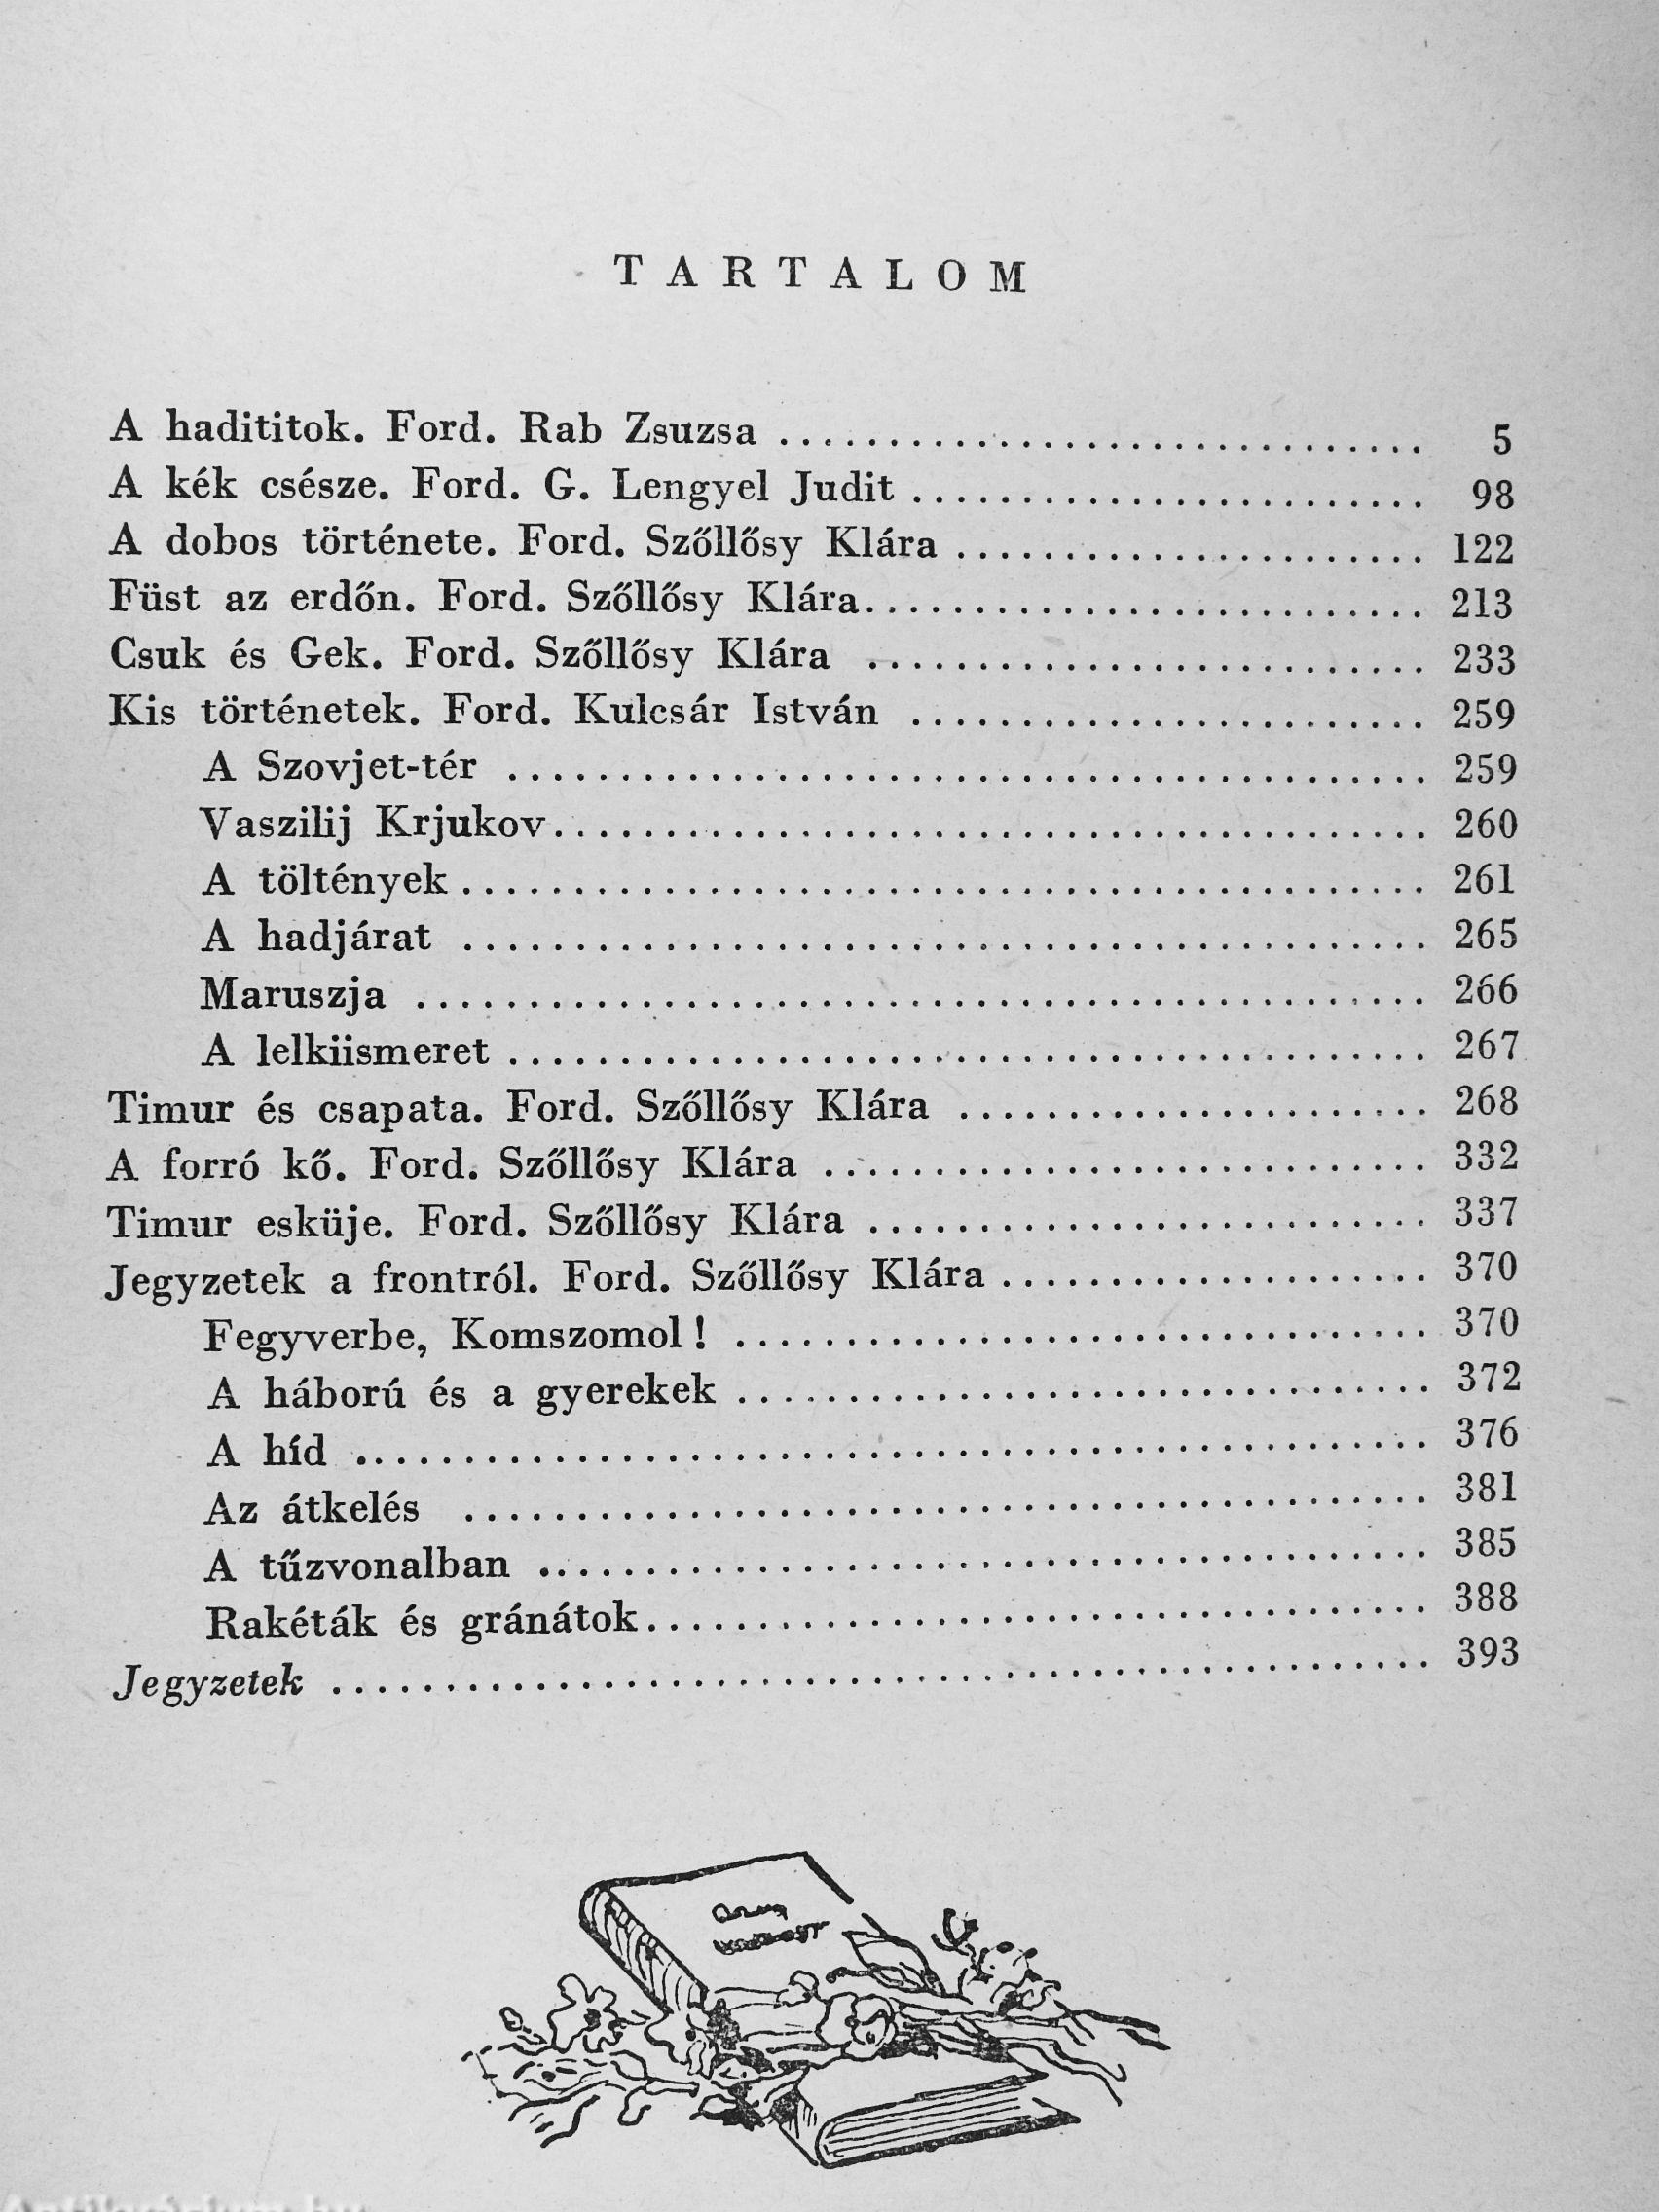 TARTALOM
A hadititok. Ford. Rab Zsuzsa ................................ 5
A kék csésze. Ford. G. Lengyel Judit ......................... 98
A dobos története. Ford. Szőllősy Klára ...................... 122
Füst az erdőn. Ford. Szőllősy Klára .......................... 213
Csuk és Gek. Ford. Szőllősy Klára ............................ 233
Kis történetek. Ford. Kulcsár István ......................... 259
A Szovjet-tér ................................................ 259
Vaszilij Krjukov ............................................. 260
A töltények .................................................. 261
A hadjárat ................................................... 265
Maruszja ..................................................... 266
A lelkiismeret ............................................... 267
Timur és csapata. Ford. Szőllősy Klára ....................... 268
A forró kő. Ford. Szőllősy Klára ............................. 332
Timur esküje. Ford. Szőllősy Klára ........................... 337
Jegyzetek a frontról. Ford. Szőllősy Klára ................... 370
Fegyverbe, Komszomol! ........................................ 370
A háború és a gyerekek ....................................... 372
A híd ........................................................ 376
Az átkelés ................................................... 381
A tűzvonalban ................................................ 385
Rakéták és gránátok .......................................... 388
Jegyzetek .................................................... 393